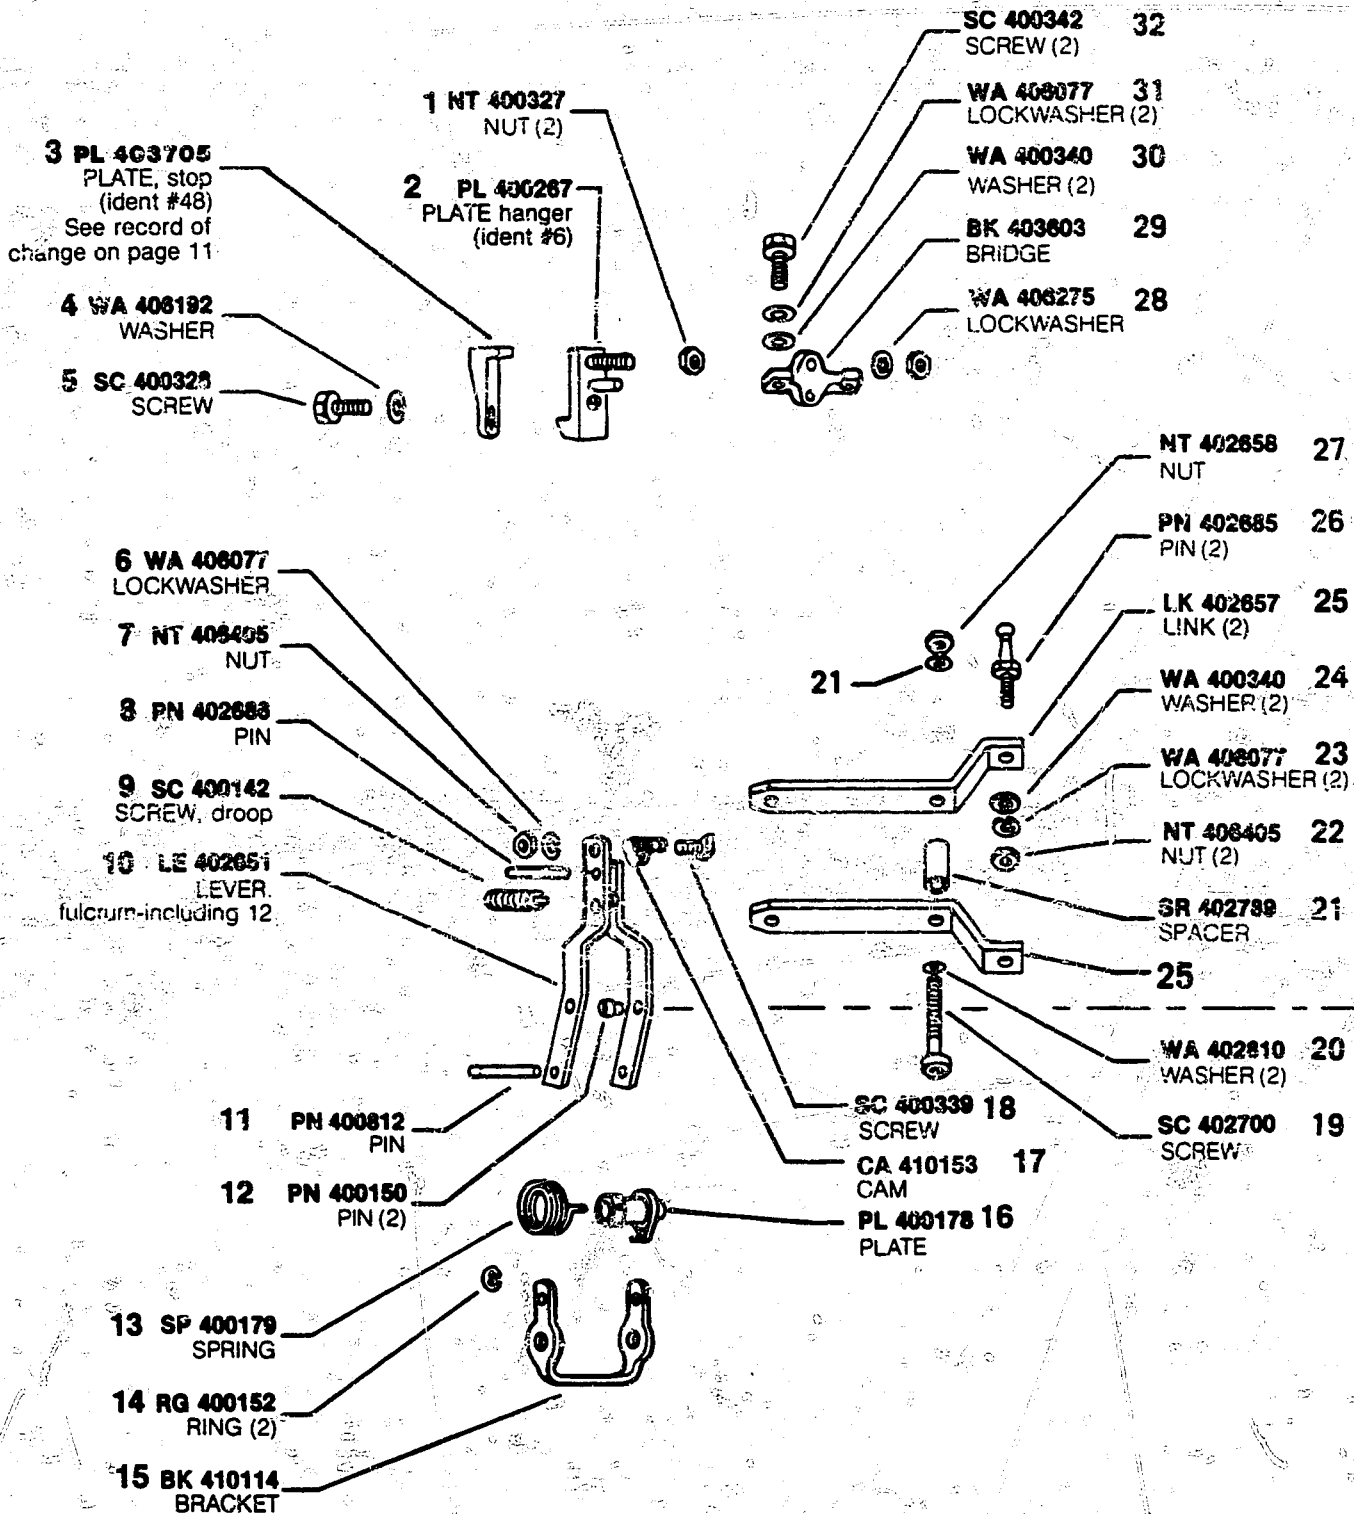 1 NT 400327
NUT (2)
2 PL 400267
PLATE hanger
(ident #6)
3 PL 403705
PLATE, stop
(ident #48)
See record of
change on page 11
4 WA 406192
WASHER
5 SC 400328
SCREW
6 WA 406077
LOCKWASHER
7 NT 406405
NUT
8 PN 402686
PIN
9 SC 400142
SCREW, droop
10 LE 402651
LEVER.
fulcrum-including 12
11 PN 400812
PIN
12 PN 400150
PIN (2)
13 SP 400179
SPRING
14 RG 400152
RING (2)
15 BK 410114
BRACKET
SC 400342 32
SCREW (2)
WA 406077 31
LOCKWASHER (2)
WA 400340 30
WASHER (2)
BK 403603 29
BRIDGE
WA 406275 28
LOCKWASHER
NT 402658 27
NUT
PN 402685 26
PIN (2)
LK 402657 25
LINK (2)
21
WA 400340 24
WASHER (2)
WA 406077 23
LOCKWASHER (2)
NT 406405 22
NUT (2)
SR 402789 21
SPACER
25
WA 402810 20
WASHER (2)
SC 402700 19
SCREW
SC 400339 18
SCREW
CA 410153 17
CAM
PL 400178 16
PLATE